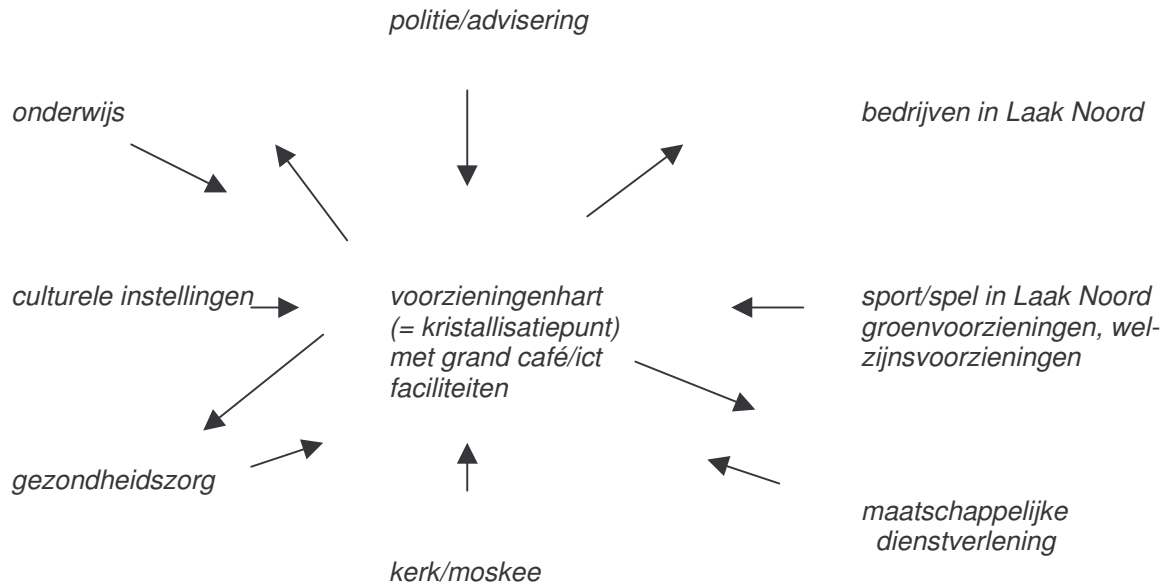 politie/advisering
onderwijs
bedrijven in Laak Noord
culturele instellingen
voorzieningenhart
(= kristallisatiepunt)
met grand café/ict
faciliteiten
sport/spel in Laak Noord
groenvoorzieningen, wel-
zijnsvoorzieningen
gezondheidszorg
maatschappelijke
dienstverlening
kerk/moskee